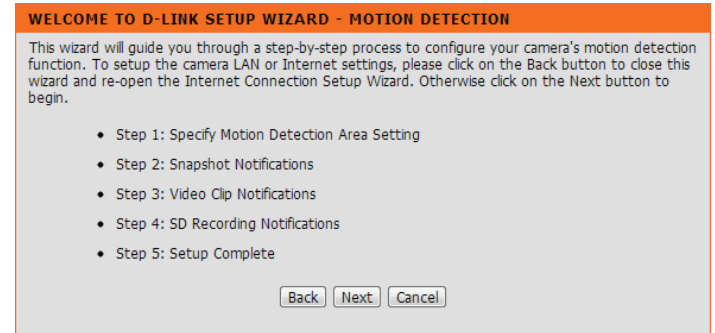 WELCOME TO D-LINK SETUP WIZARD - MOTION DETECTION
This wizard will guide you through a step-by-step process to configure your camera's motion detection
function. To setup the camera LAN or Internet settings, please click on the Back button to close this
wizard and re-open the Internet Connection Setup Wizard. Otherwise click on the Next button to
begin.
• Step 1: Specify Motion Detection Area Setting
• Step 2: Snapshot Notifications
• Step 3: Video Clip Notifications
• Step 4: SD Recording Notifications
• Step 5: Setup Complete
Back Next Cancel